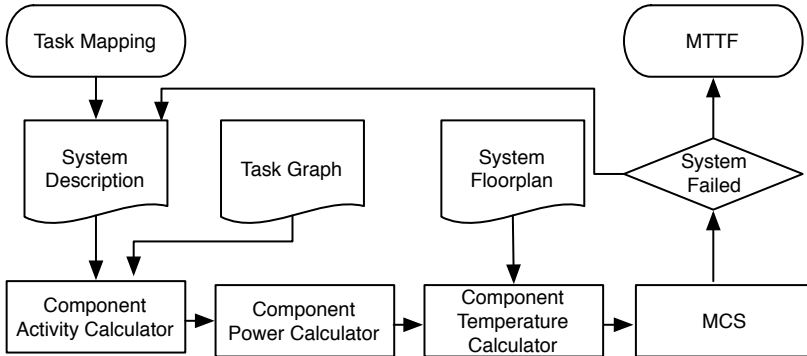 Task Mapping
MTTF
System
Description
Task Graph
System
Floorplan
System
Failed
Component
Activity Calculator
Component
Power Calculator
Component
Temperature
Calculator
MCS